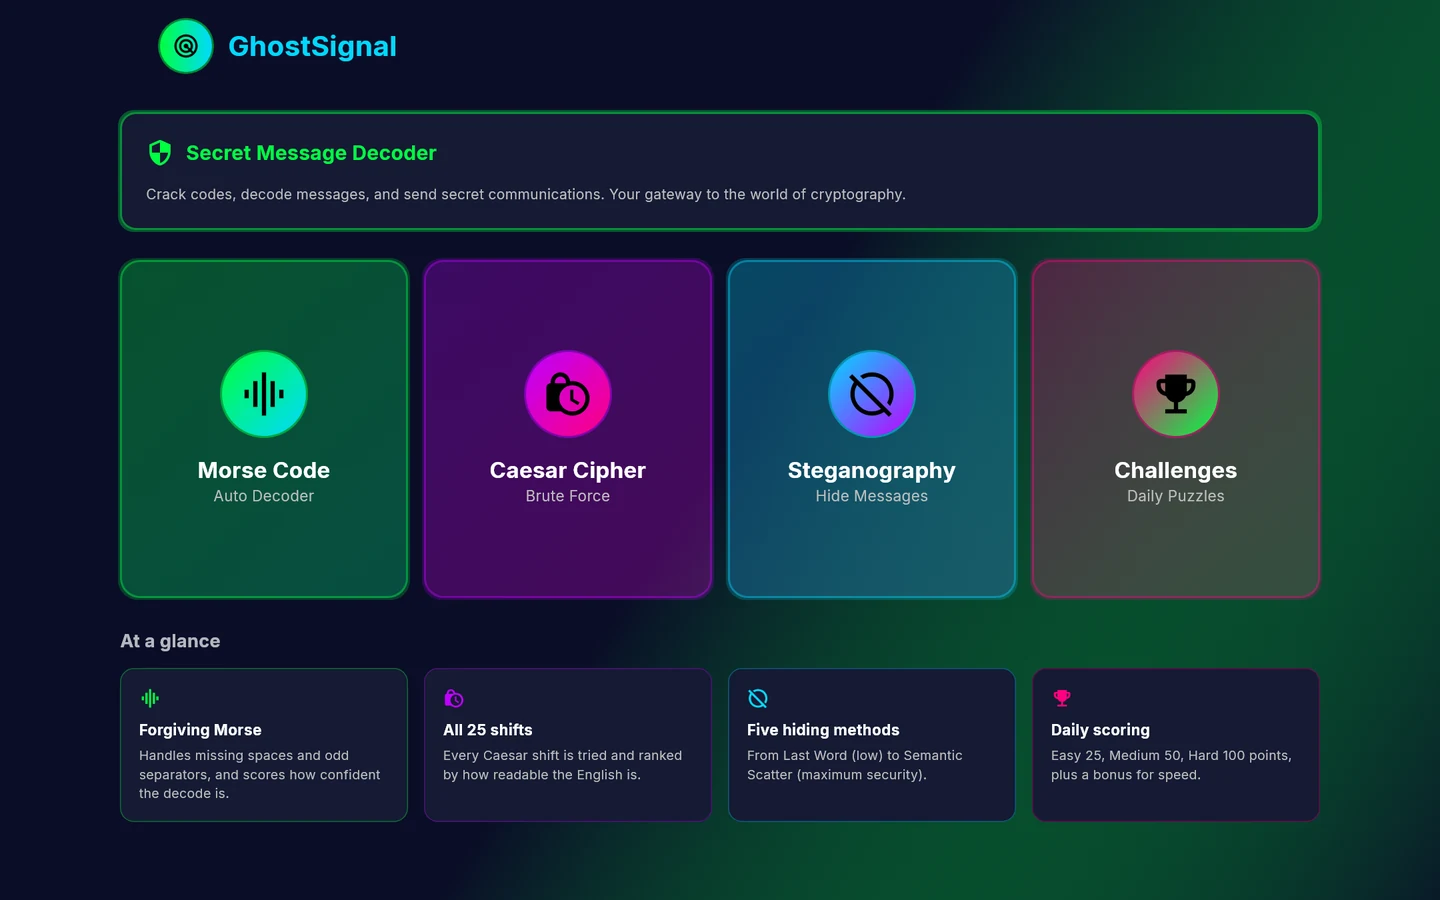 GhostSignal
Secret Message Decoder
Crack codes, decode messages, and send secret communications. Your gateway to the world of cryptography.
Morse Code
Auto Decoder
Caesar Cipher
Brute Force
Steganography
Hide Messages
Challenges
Daily Puzzles
At a glance
Forgiving Morse
Handles missing spaces and odd
separators, and scores how confident
the decode is.
All 25 shifts
Every Caesar shift is tried and ranked
by how readable the English is.
Five hiding methods
From Last Word (low) to Semantic
Scatter (maximum security).
Daily scoring
Easy 25, Medium 50, Hard 100 points,
plus a bonus for speed.